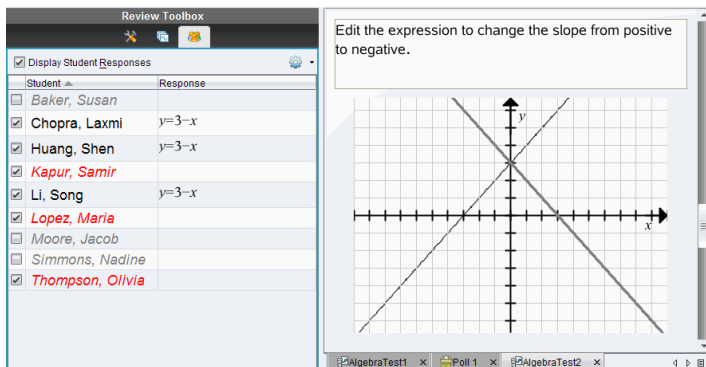 Review Toolbox
Display Student Responses
Student Response
Baker, Susan
Chopra, Laxmi y=3−x
Huang, Shen y=3−x
Kapur, Samir
Li, Song y=3−x
Lopez, Maria
Moore, Jacob
Simmons, Nadine
Thompson, Olivia
Edit the expression to change the slope from positive
to negative.
y
x
AlgebraTest1 × Poll 1 × AlgebraTest2 ×